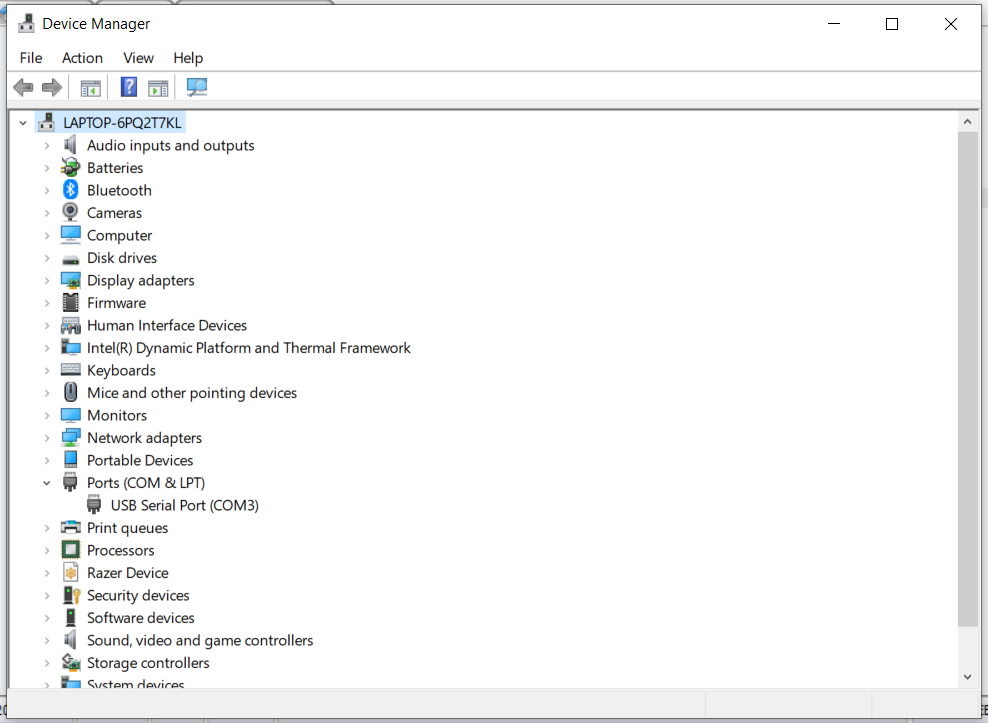 Device Manager
File Action View Help
LAPTOP-6PQ2T7KL
Audio inputs and outputs
Batteries
Bluetooth
Cameras
Computer
Disk drives
Display adapters
Firmware
Human Interface Devices
Intel(R) Dynamic Platform and Thermal Framework
Keyboards
Mice and other pointing devices
Monitors
Network adapters
Portable Devices
Ports (COM & LPT)
USB Serial Port (COM3)
Print queues
Processors
Razer Device
Security devices
Software devices
Sound, video and game controllers
Storage controllers
System devices